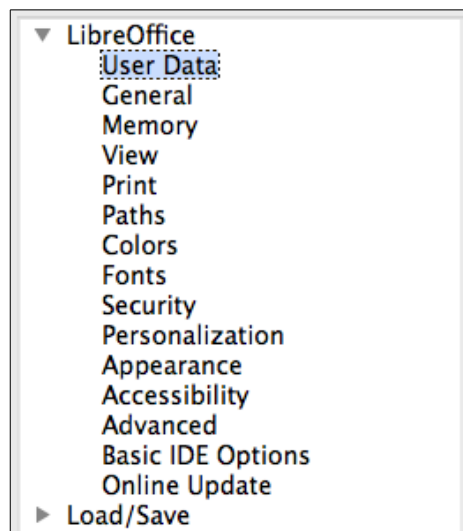 LibreOffice
User Data
General
Memory
View
Print
Paths
Colors
Fonts
Security
Personalization
Appearance
Accessibility
Advanced
Basic IDE Options
Online Update
Load/Save